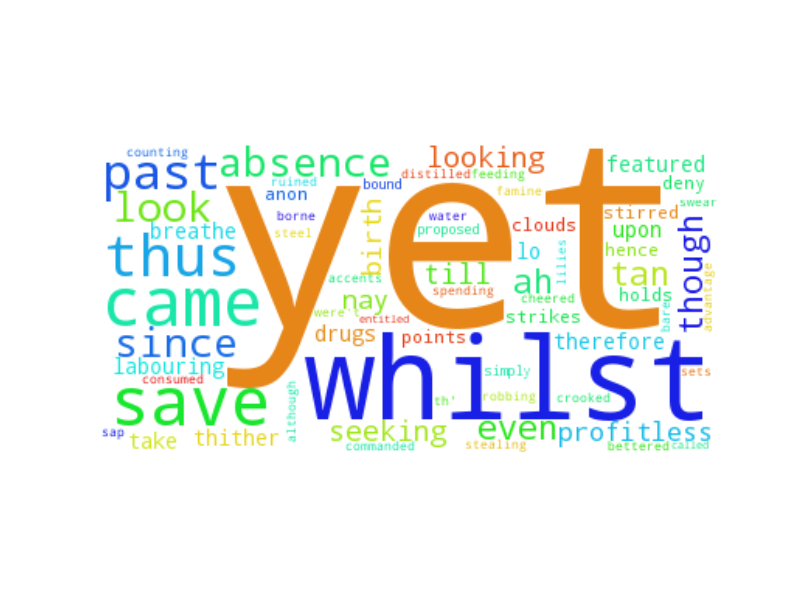 counting
past
absence
looking
featured
distilled
feeding
deny
ruined
bound
famine
anon
look
swear
borne
water
stirred
breathe
birth
proposed
clouds
upon
though
steel
yet
thus
lo
lillies
hence
accents
till
ah
tan
advantage
came
nay
spending
cheered
holds
were't
entitled
strikes
bare
since
drugs
points
therefore
labouring
whilst
simply
sets
consumed
save
although
th'
robbing
crooked
sap
take
thither
seeking
even
profitless
commanded
stealing
bettered
called